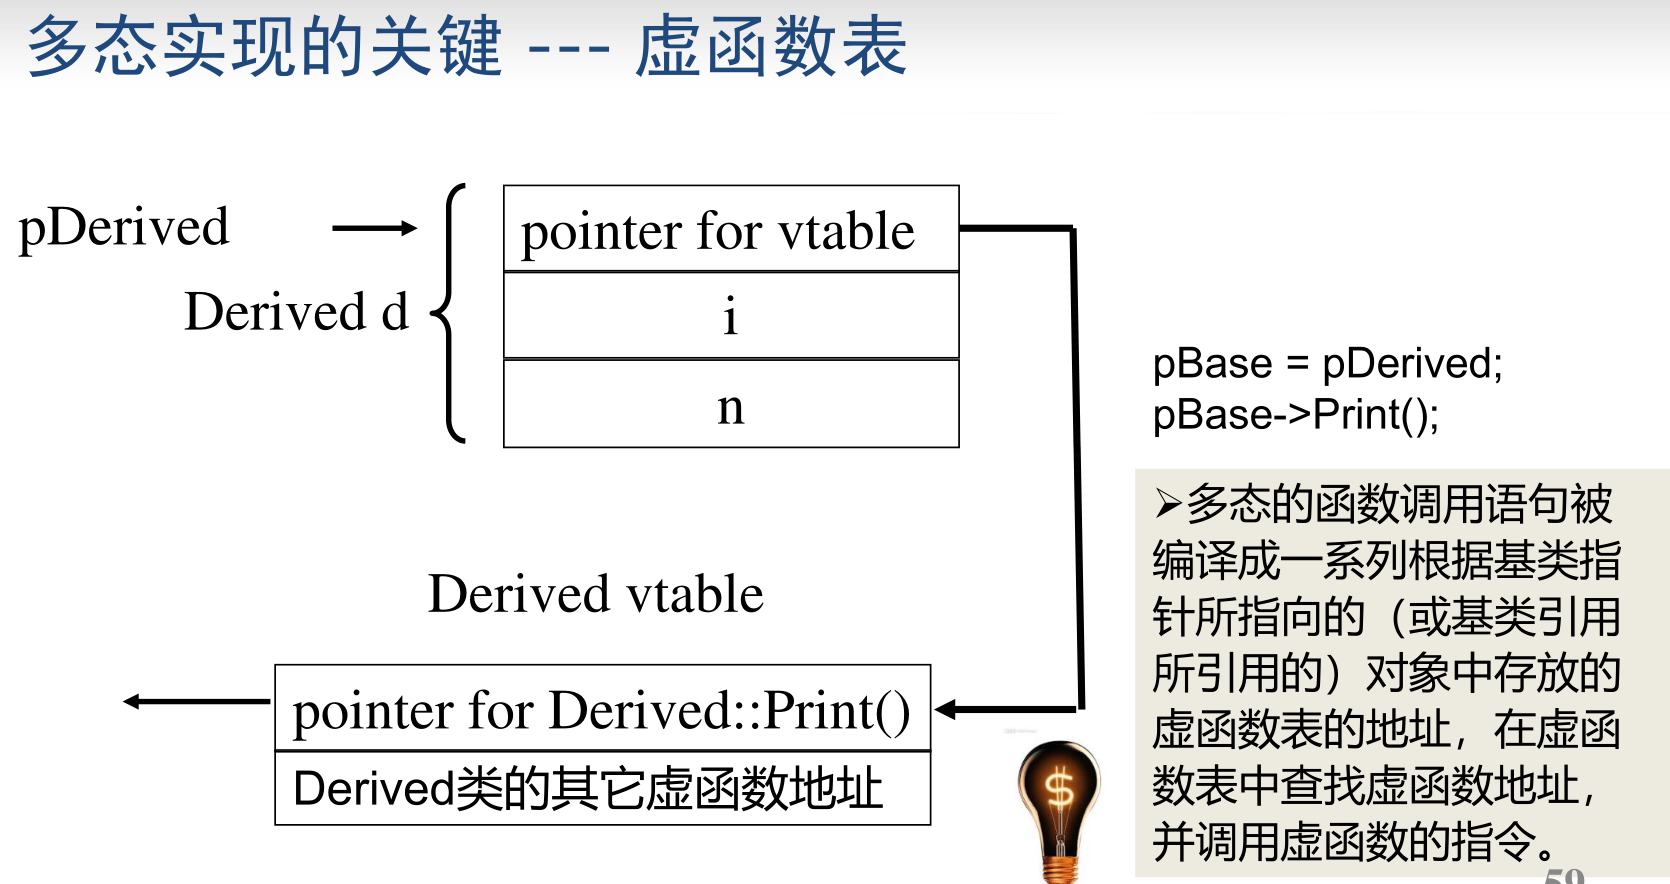 多态实现的关键 --- 虚函数表
pDerived
Derived d
pointer for vtable
i
n
pBase = pDerived;
pBase->Print();
➢多态的函数调用语句被
编译成一系列根据基类指
针所指向的（或基类引用
所引用的）对象中存放的
虚函数表的地址，在虚函
数表中查找虚函数地址，
并调用虚函数的指令。
Derived vtable
pointer for Derived::Print()
Derived类的其它虚函数地址
$
59